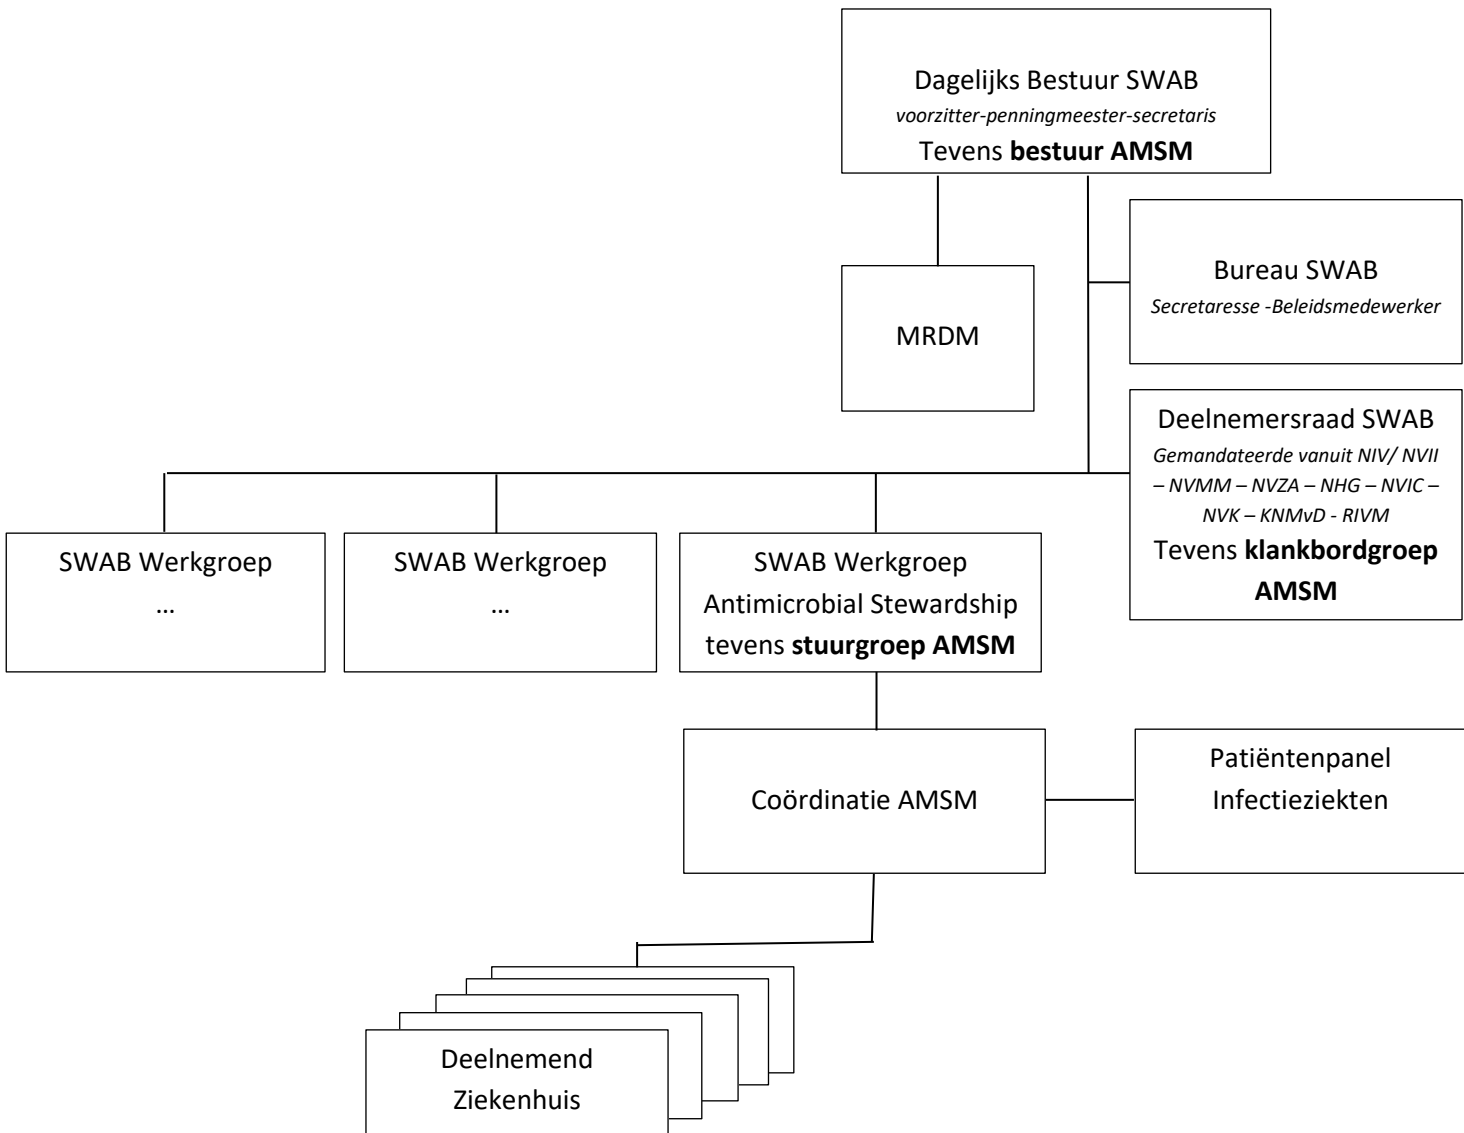 Dagelijks Bestuur SWAB
voorzitter-penningmeester-secretaris
Tevens bestuur AMSM
Bureau SWAB
Secretaresse -Beleidsmedewerker
MRDM
Deelnemersraad SWAB
Gemandateerde vanuit NIV/ NVII
– NVMM – NVZA – NHG – NVIC –
NVK – KNMvD - RIVM
Tevens klankbordgroep
AMSM
SWAB Werkgroep
...
SWAB Werkgroep
...
SWAB Werkgroep
Antimicrobial Stewardship
tevens stuurgroep AMSM
Coördinatie AMSM
Patiëntenpanel
Infectieziekten
Deelnemend
Ziekenhuis